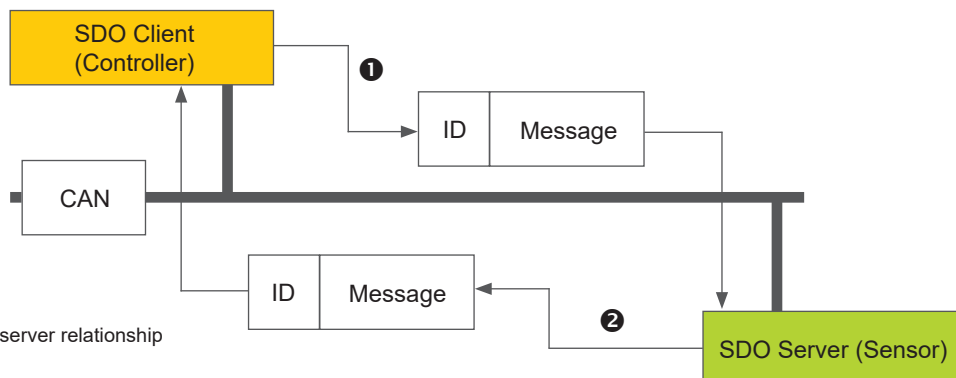 SDO Client
(Controller)
❶
ID Message
CAN
ID Message
❷
server relationship
SDO Server (Sensor)